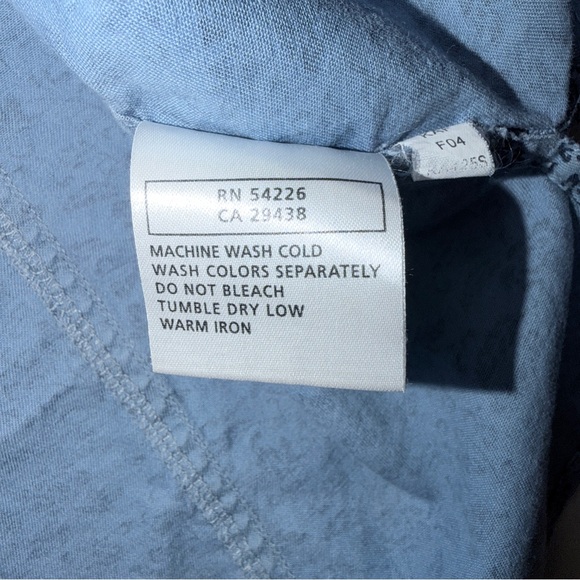 RN 54226
CA 29438
MACHINE WASH COLD
WASH COLORS SEPARATELY
DO NOT BLEACH
TUMBLE DRY LOW
WARM IRON
F04